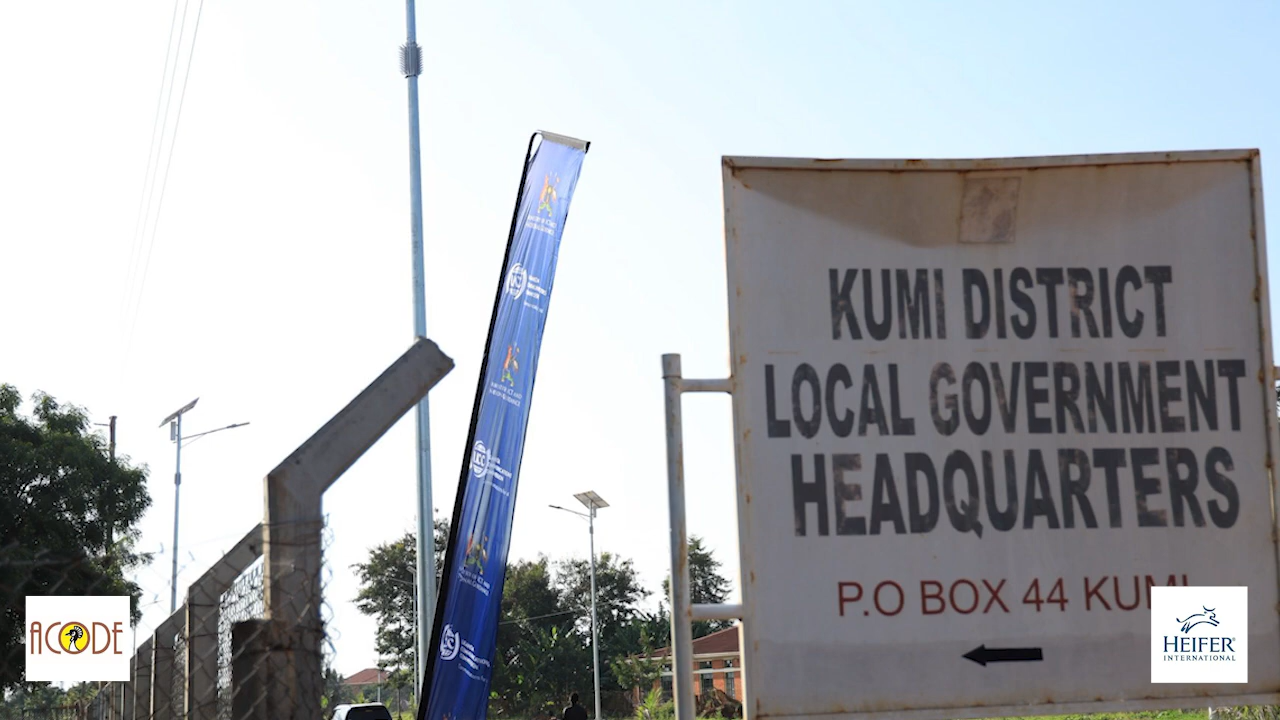 KUMI DISTRICT
LOCAL GOVERNMENT
HEADQUARTERS
P.O BOX 44 KUMI
ACODE
HEIFER
INTERNATIONAL